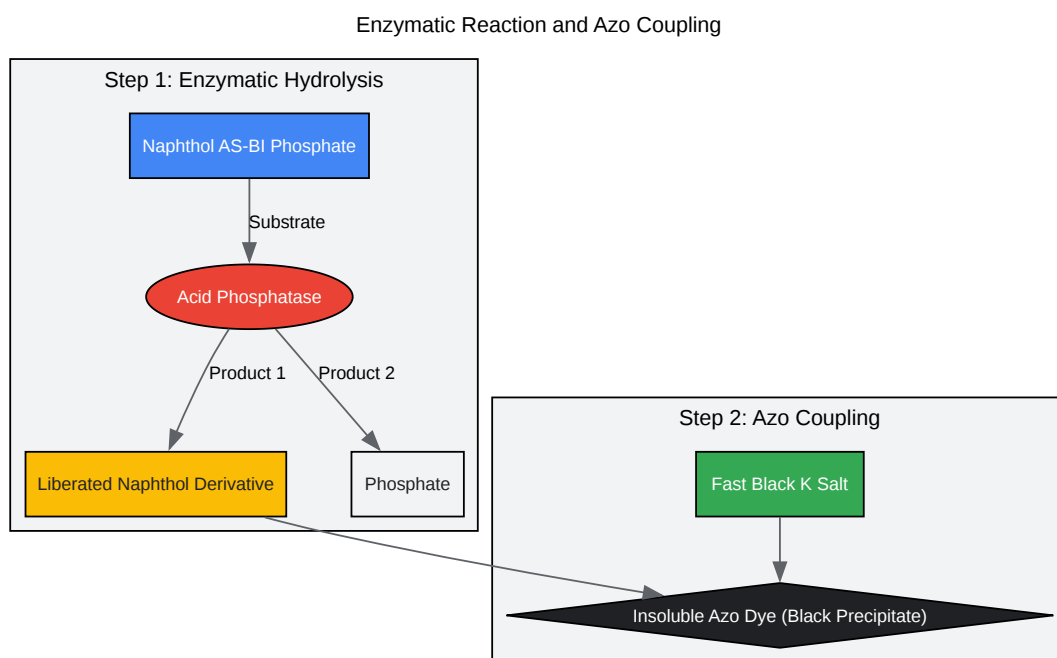 Enzymatic Reaction and Azo Coupling
Step 1: Enzymatic Hydrolysis
Naphthol AS-BI Phosphate
Substrate
Acid Phosphatase
Product 1
Product 2
Liberated Naphthol Derivative
Phosphate
Step 2: Azo Coupling
Fast Black K Salt
Insoluble Azo Dye (Black Precipitate)